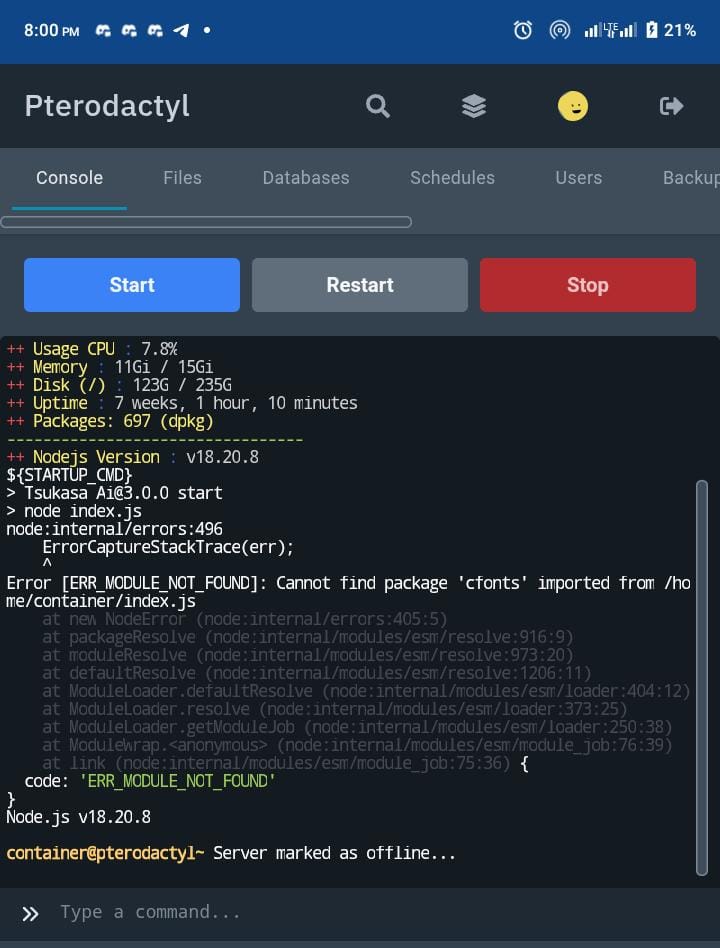 8:00 PM LTE 21%
Pterodactyl
Console Files Databases Schedules Users Backup
Start Restart Stop
++ Usage CPU : 7.8%
++ Memory : 11Gi / 15Gi
++ Disk (/) : 123G / 235G
++ Uptime : 7 weeks, 1 hour, 10 minutes
++ Packages: 697 (dpkg)
---------------------------------
++ Nodejs Version : v18.20.8
${STARTUP_CMD}
> Tsukasa Ai@3.0.0 start
> node index.js
node:internal/errors:496
    ErrorCaptureStackTrace(err);
    ^
Error [ERR_MODULE_NOT_FOUND]: Cannot find package 'cfonts' imported from /ho
me/container/index.js
    at new NodeError (node:internal/errors:405:5)
    at packageResolve (node:internal/modules/esm/resolve:916:9)
    at moduleResolve (node:internal/modules/esm/resolve:973:20)
    at defaultResolve (node:internal/modules/esm/resolve:1206:11)
    at ModuleLoader.defaultResolve (node:internal/modules/esm/loader:404:12)
    at ModuleLoader.resolve (node:internal/modules/esm/loader:373:25)
    at ModuleLoader.getModuleJob (node:internal/modules/esm/loader:250:38)
    at ModuleWrap.<anonymous> (node:internal/modules/esm/module_job:76:39)
    at link (node:internal/modules/esm/module_job:75:36) {
  code: 'ERR_MODULE_NOT_FOUND'
}
Node.js v18.20.8
container@pterodactyl~ Server marked as offline...
Type a command...